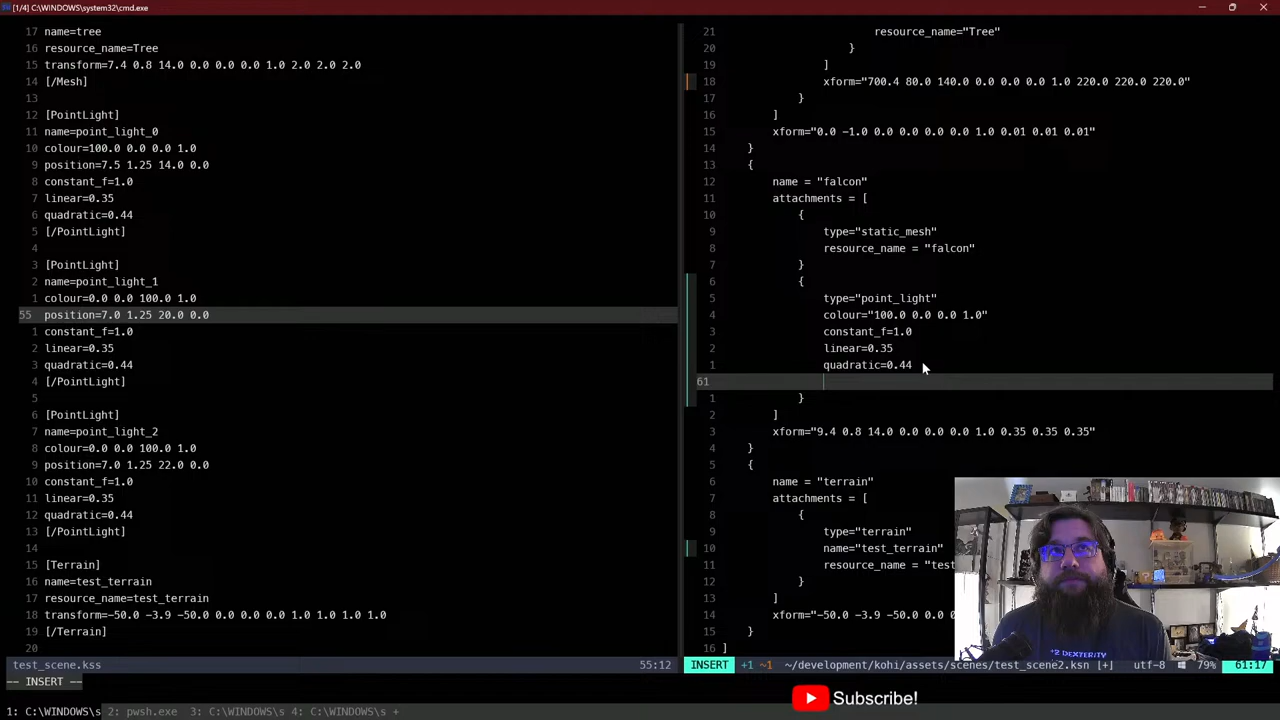 [1/4] C:\WINDOWS\system32\cmd.exe
17 name=tree
16 resource_name=Tree
15 transform=7.4 0.8 14.0 0.0 0.0 0.0 1.0 2.0 2.0 2.0
14 [/Mesh]
13
12 [PointLight]
11 name=point_light_0
10 colour=100.0 0.0 0.0 1.0
9 position=7.5 1.25 14.0 0.0
8 constant_f=1.0
7 linear=0.35
6 quadratic=0.44
5 [/PointLight]
4
3 [PointLight]
2 name=point_light_1
1 colour=0.0 0.0 100.0 1.0
55 position=7.0 1.25 20.0 0.0
1 constant_f=1.0
2 linear=0.35
3 quadratic=0.44
4 [/PointLight]
5
6 [PointLight]
7 name=point_light_2
8 colour=0.0 0.0 100.0 1.0
9 position=7.0 1.25 22.0 0.0
10 constant_f=1.0
11 linear=0.35
12 quadratic=0.44
13 [/PointLight]
14
15 [Terrain]
16 name=test_terrain
17 resource_name=test_terrain
18 transform=-50.0 -3.9 -50.0 0.0 0.0 0.0 1.0 1.0 1.0 1.0
19 [/Terrain]
20
test_scene.kss 55:12
-- INSERT --
21 resource_name="Tree"
20 }
19 ]
18 xform="700.4 80.0 140.0 0.0 0.0 0.0 1.0 220.0 220.0 220.0"
17 }
16 ]
15 xform="0.0 -1.0 0.0 0.0 0.0 0.0 1.0 0.01 0.01 0.01"
14 }
13 {
12 name = "falcon"
11 attachments = [
10 {
9 type="static_mesh"
8 resource_name = "falcon"
7 }
6 {
5 type="point_light"
4 colour="100.0 0.0 0.0 1.0"
3 constant_f=1.0
2 linear=0.35
1 quadratic=0.44
61
1 }
2 ]
3 xform="9.4 0.8 14.0 0.0 0.0 0.0 1.0 0.35 0.35 0.35"
4 }
5 {
6 name = "terrain"
7 attachments = [
8 {
9 type="terrain"
10 name="test_terrain"
11 resource_name = "test
12 }
13 ]
14 xform="-50.0 -3.9 -50.0 0.0 0
15 }
16 ]
INSERT +1 ~1 ~/development/kohi/assets/scenes/test_scene2.ksn [+] utf-8 79% 61:17
DEXTERITY
Subscribe!
1: C:\WINDOWS\s 2: pwsh.exe 3: C:\WINDOWS\s 4: C:\WINDOWS\s +